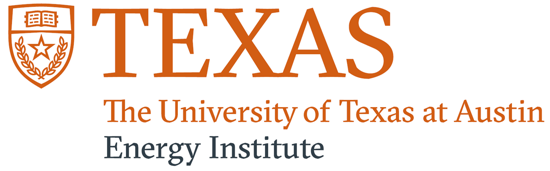 TEXAS
The University of Texas at Austin
Energy Institute